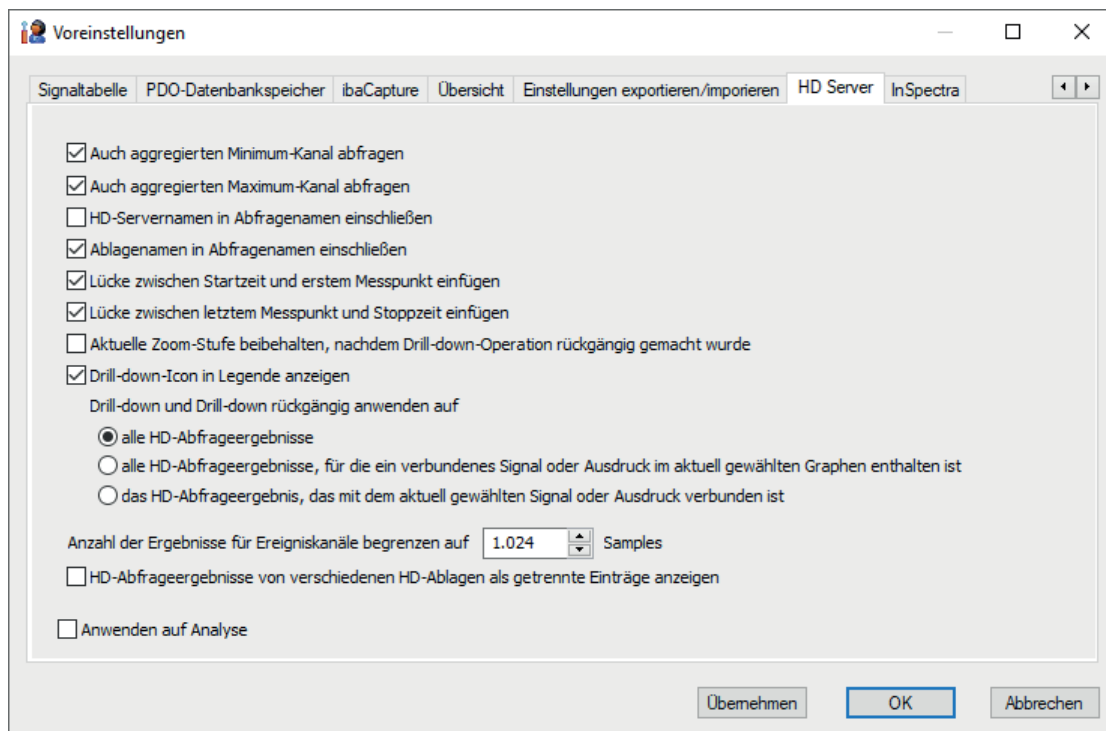 Voreinstellungen
Signaltabelle PDO-Datenbankspeicher ibaCapture Übersicht Einstellungen exportieren/imporieren HD Server InSpectra
Auch aggregierten Minimum-Kanal abfragen
Auch aggregierten Maximum-Kanal abfragen
HD-Servernamen in Abfragenamen einschließen
Ablagenamen in Abfragenamen einschließen
Lücke zwischen Startzeit und erstem Messpunkt einfügen
Lücke zwischen letztem Messpunkt und Stoppzeit einfügen
Aktuelle Zoom-Stufe beibehalten, nachdem Drill-down-Operation rückgängig gemacht wurde
Drill-down-Icon in Legende anzeigen
Drill-down und Drill-down rückgängig anwenden auf
alle HD-Abfrageergebnisse
alle HD-Abfrageergebnisse, für die ein verbundenes Signal oder Ausdruck im aktuell gewählten Graphen enthalten ist
das HD-Abfrageergebnis, das mit dem aktuell gewählten Signal oder Ausdruck verbunden ist
Anzahl der Ergebnisse für Ereigniskanäle begrenzen auf 1.024 Samples
HD-Abfrageergebnisse von verschiedenen HD-Ablagen als getrennte Einträge anzeigen
Anwenden auf Analyse
Übernehmen OK Abbrechen